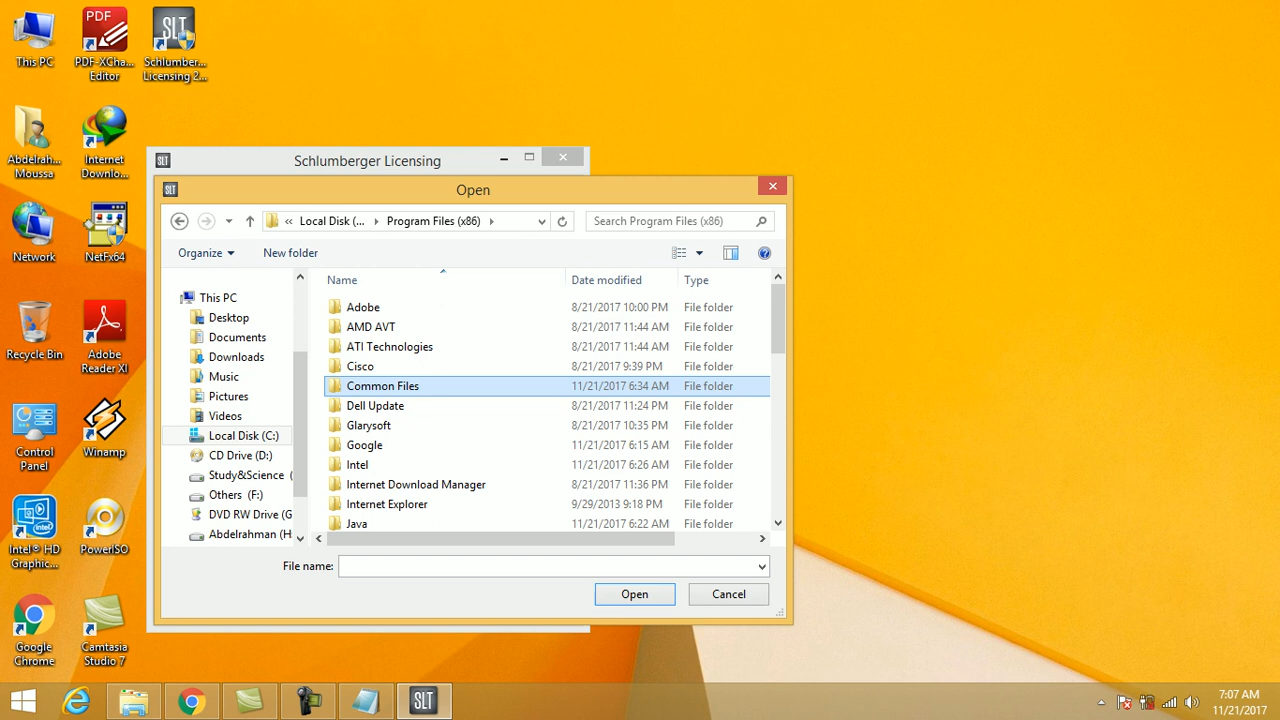 This PC
PDF-XCha...
Editor
Schlumber...
Licensing 2...
PDF
SLT
Abdelrah...
Moussa
Internet
Downlo...
Network
NetFx64
Recycle Bin
Adobe
Reader XI
Control
Panel
Winamp
Intel® HD
Graphic...
PowerISO
Google
Chrome
Camtasia
Studio 7
SLT
Schlumberger Licensing
SLT
Open
« Local Disk (... Program Files (x86)
Search Program Files (x86)
Organize
New folder
This PC
Desktop
Documents
Downloads
Music
Pictures
Videos
Local Disk (C:)
CD Drive (D:)
Study&Science (
Others (F:)
DVD RW Drive (G
Abdelrahman (H
Name Date modified Type
Adobe 8/21/2017 10:00 PM File folder
AMD AVT 8/21/2017 11:44 AM File folder
ATI Technologies 8/21/2017 11:44 AM File folder
Cisco 8/21/2017 9:39 PM File folder
Common Files 11/21/2017 6:34 AM File folder
Dell Update 8/21/2017 11:24 PM File folder
Glarysoft 8/21/2017 10:35 PM File folder
Google 11/21/2017 6:15 AM File folder
Intel 11/21/2017 6:26 AM File folder
Internet Download Manager 8/21/2017 11:36 PM File folder
Internet Explorer 9/29/2013 9:18 PM File folder
Java 11/21/2017 6:22 AM File folder
File name:
Open
Cancel
SLT
7:07 AM
11/21/2017